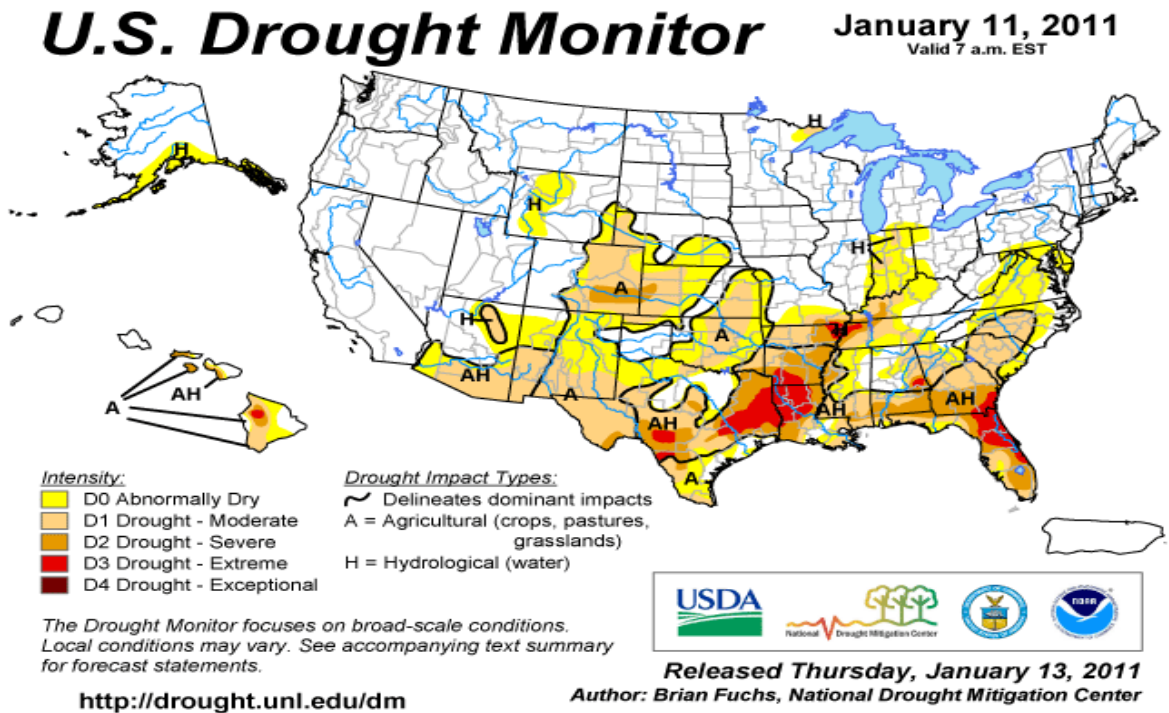 U.S. Drought Monitor
January 11, 2011
Valid 7 a.m. EST
H
H
H
H
H
A
H
A
AH
A
AH
AH
AH
A
A
AH
Intensity:
D0 Abnormally Dry
D1 Drought - Moderate
D2 Drought - Severe
D3 Drought - Extreme
D4 Drought - Exceptional
Drought Impact Types:
Delineates dominant impacts
A = Agricultural (crops, pastures,
grasslands)
H = Hydrological (water)
The Drought Monitor focuses on broad-scale conditions.
Local conditions may vary. See accompanying text summary
for forecast statements.
http://drought.unl.edu/dm
USDA
National Drought Mitigation Center
NOAA
Released Thursday, January 13, 2011
Author: Brian Fuchs, National Drought Mitigation Center